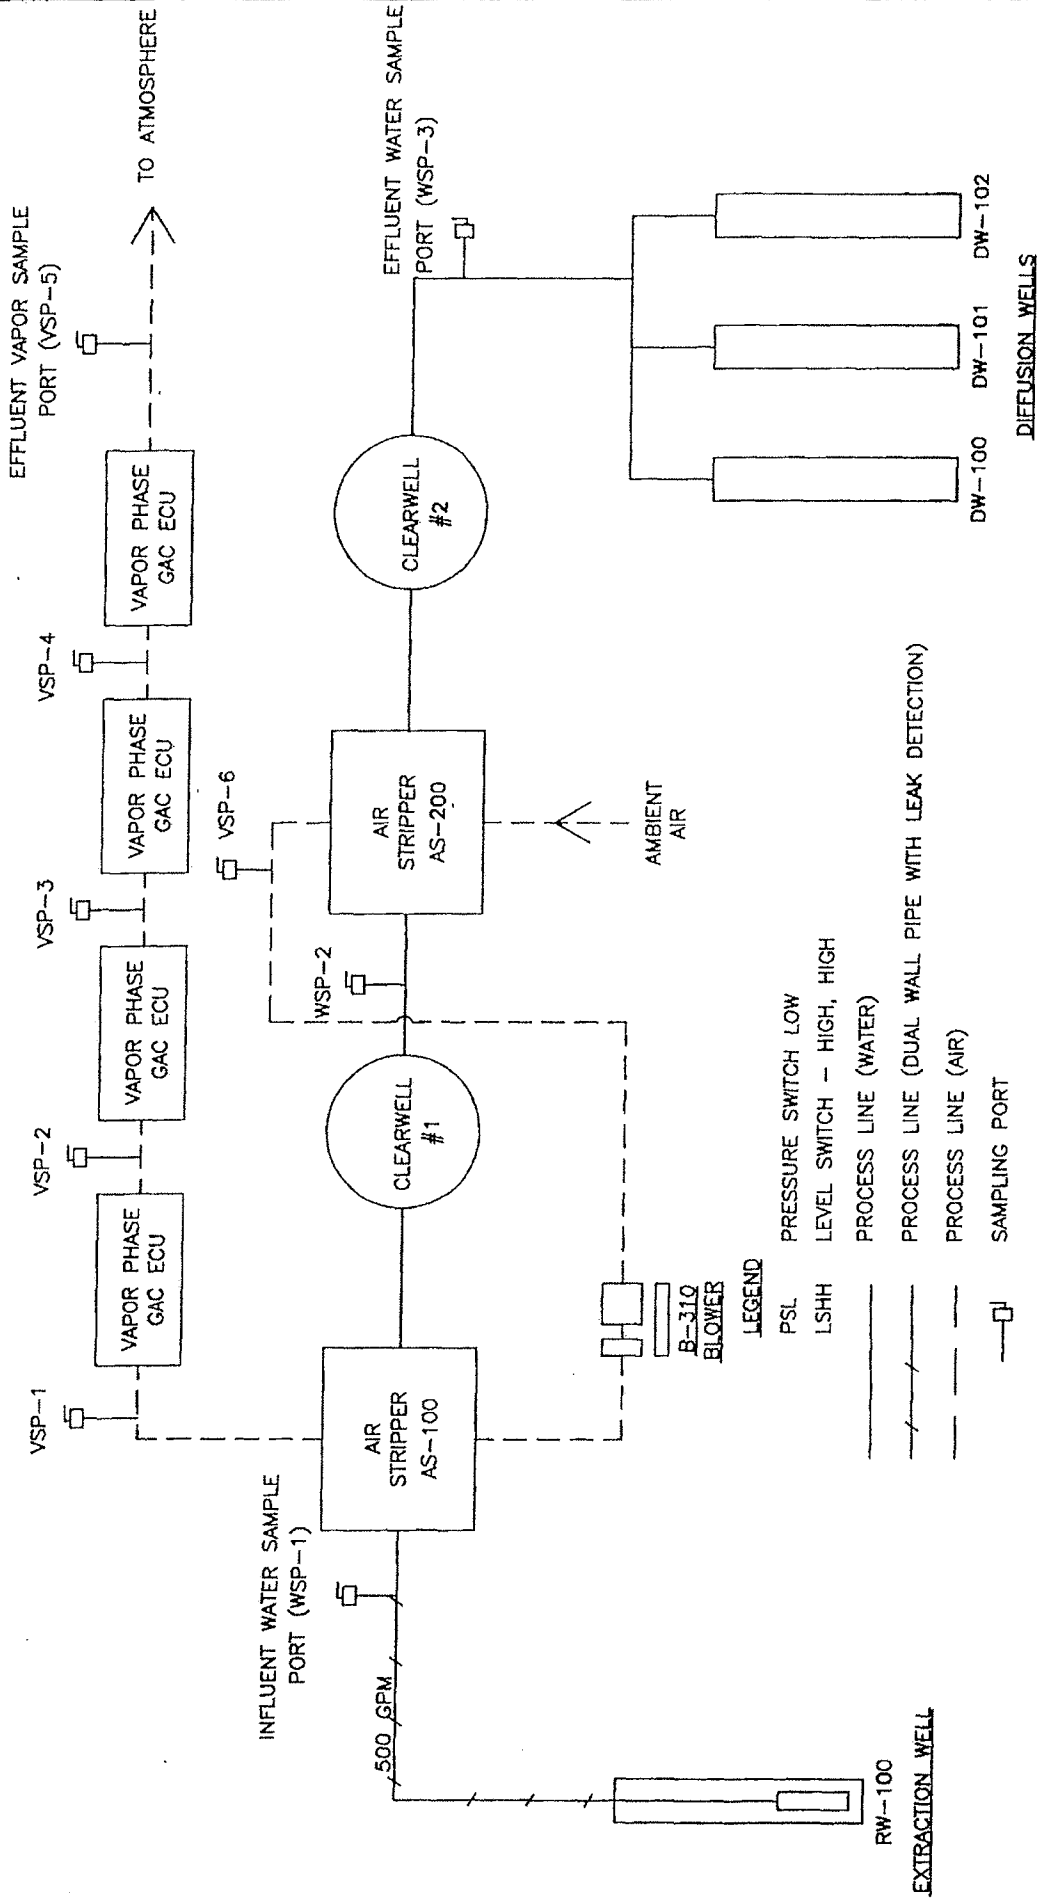 EFFLUENT VAPOR SAMPLE
PORT (VSP-5)
TO ATMOSPHERE
VSP-1
VSP-2
VSP-3
VSP-4
VAPOR PHASE
GAC ECU
VAPOR PHASE
GAC ECU
VAPOR PHASE
GAC ECU
VAPOR PHASE
GAC ECU
VSP-6
INFLUENT WATER SAMPLE
PORT (WSP-1)
WSP-2
EFFLUENT WATER SAMPLE
PORT (WSP-3)
500 GPM
AIR
STRIPPER
AS-100
CLEARWELL
#1
AIR
STRIPPER
AS-200
CLEARWELL
#2
AMBIENT
AIR
B-310
BLOWER
RW-100
EXTRACTION WELL
DW-100
DW-101
DW-102
DIFFUSION WELLS
LEGEND
PSL PRESSURE SWITCH LOW
LSHH LEVEL SWITCH - HIGH, HIGH
PROCESS LINE (WATER)
PROCESS LINE (DUAL WALL PIPE WITH LEAK DETECTION)
PROCESS LINE (AIR)
SAMPLING PORT